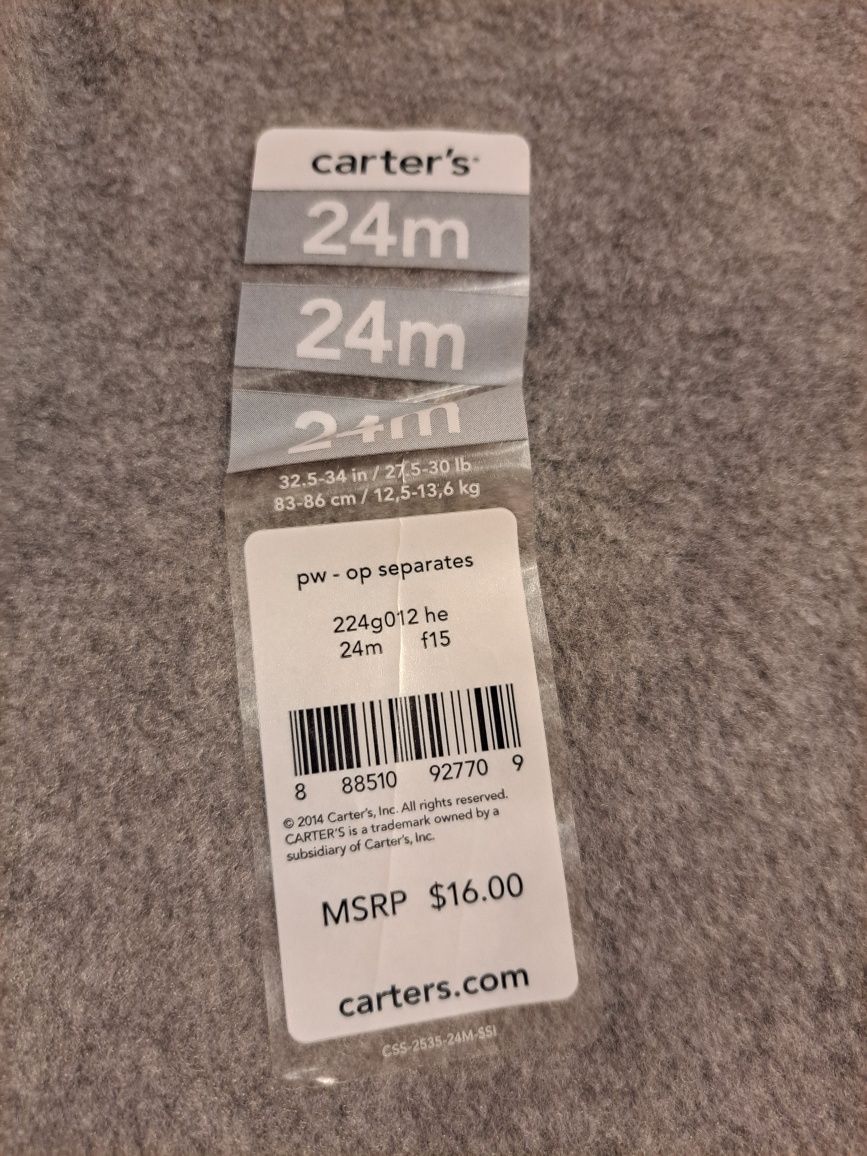 carter's
24m
24m
24m
32.5-34 in / 27.5-30 lb
83-86 cm / 12,5-13,6 kg
pw - op separates
224g012 he
24m f15
8 88510 92770 9
© 2014 Carter's, Inc. All rights reserved.
CARTER'S is a trademark owned by a
subsidiary of Carter's, Inc.
MSRP $16.00
carters.com
CSS-2535-24M-SSI